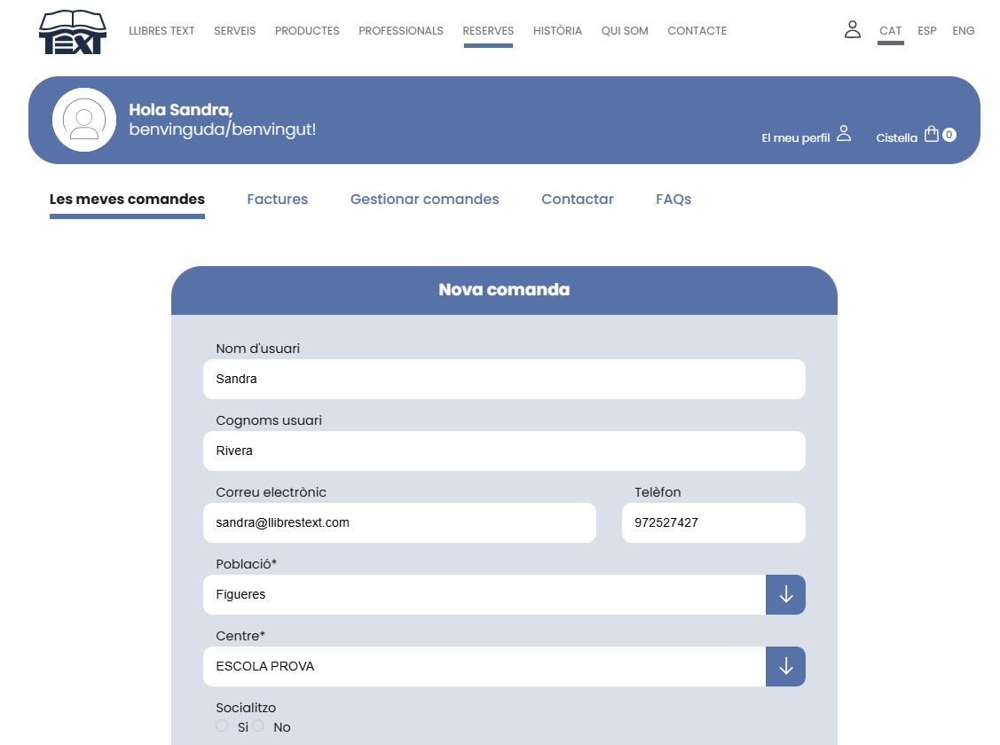 TEXT
LLIBRES TEXT SERVEIS PRODUCTES PROFESSIONALS RESERVES HISTÒRIA QUI SOM CONTACTE CAT ESP ENG
Hola Sandra,
benvinguda/benvingut!
El meu perfil Cistella 0
Les meves comandes Factures Gestionar comandes Contactar FAQs
Nova comanda
Nom d'usuari
Sandra
Cognoms usuari
Rivera
Correu electrònic Telèfon
sandra@llibrestext.com 972527427
Població*
Figueres
Centre*
ESCOLA PROVA
Socialitzo
Si No